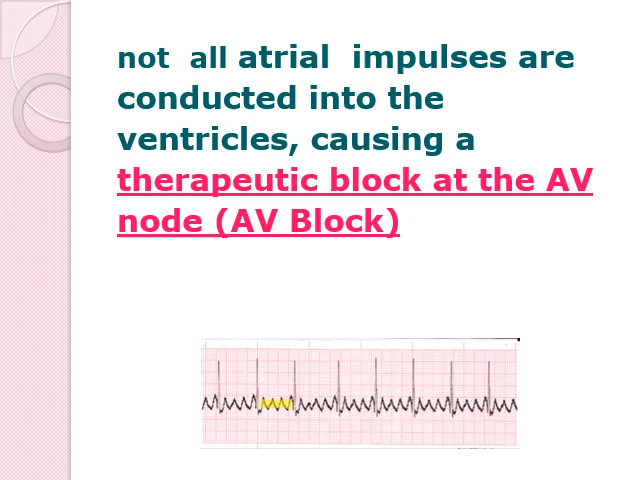 not all atrial impulses are
conducted into the
ventricles, causing a
therapeutic block at the AV
node (AV Block)